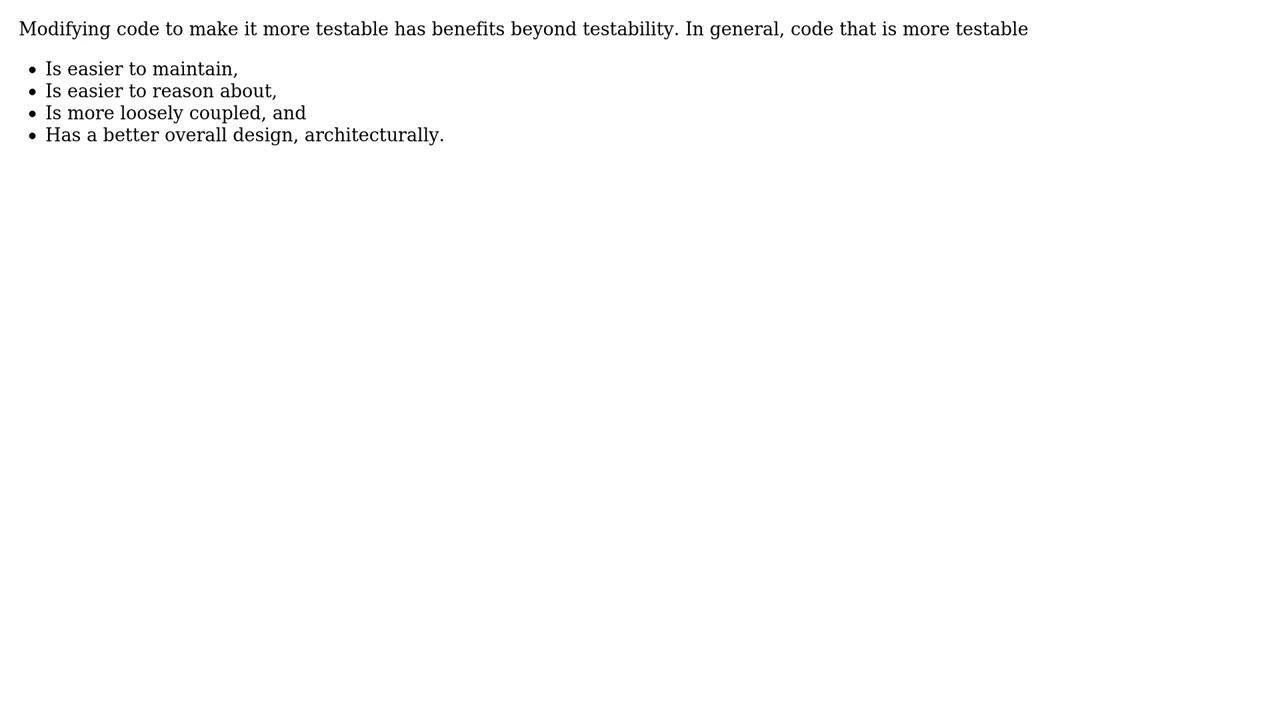 Modifying code to make it more testable has benefits beyond testability. In general, code that is more testable
• Is easier to maintain,
• Is easier to reason about,
• Is more loosely coupled, and
• Has a better overall design, architecturally.